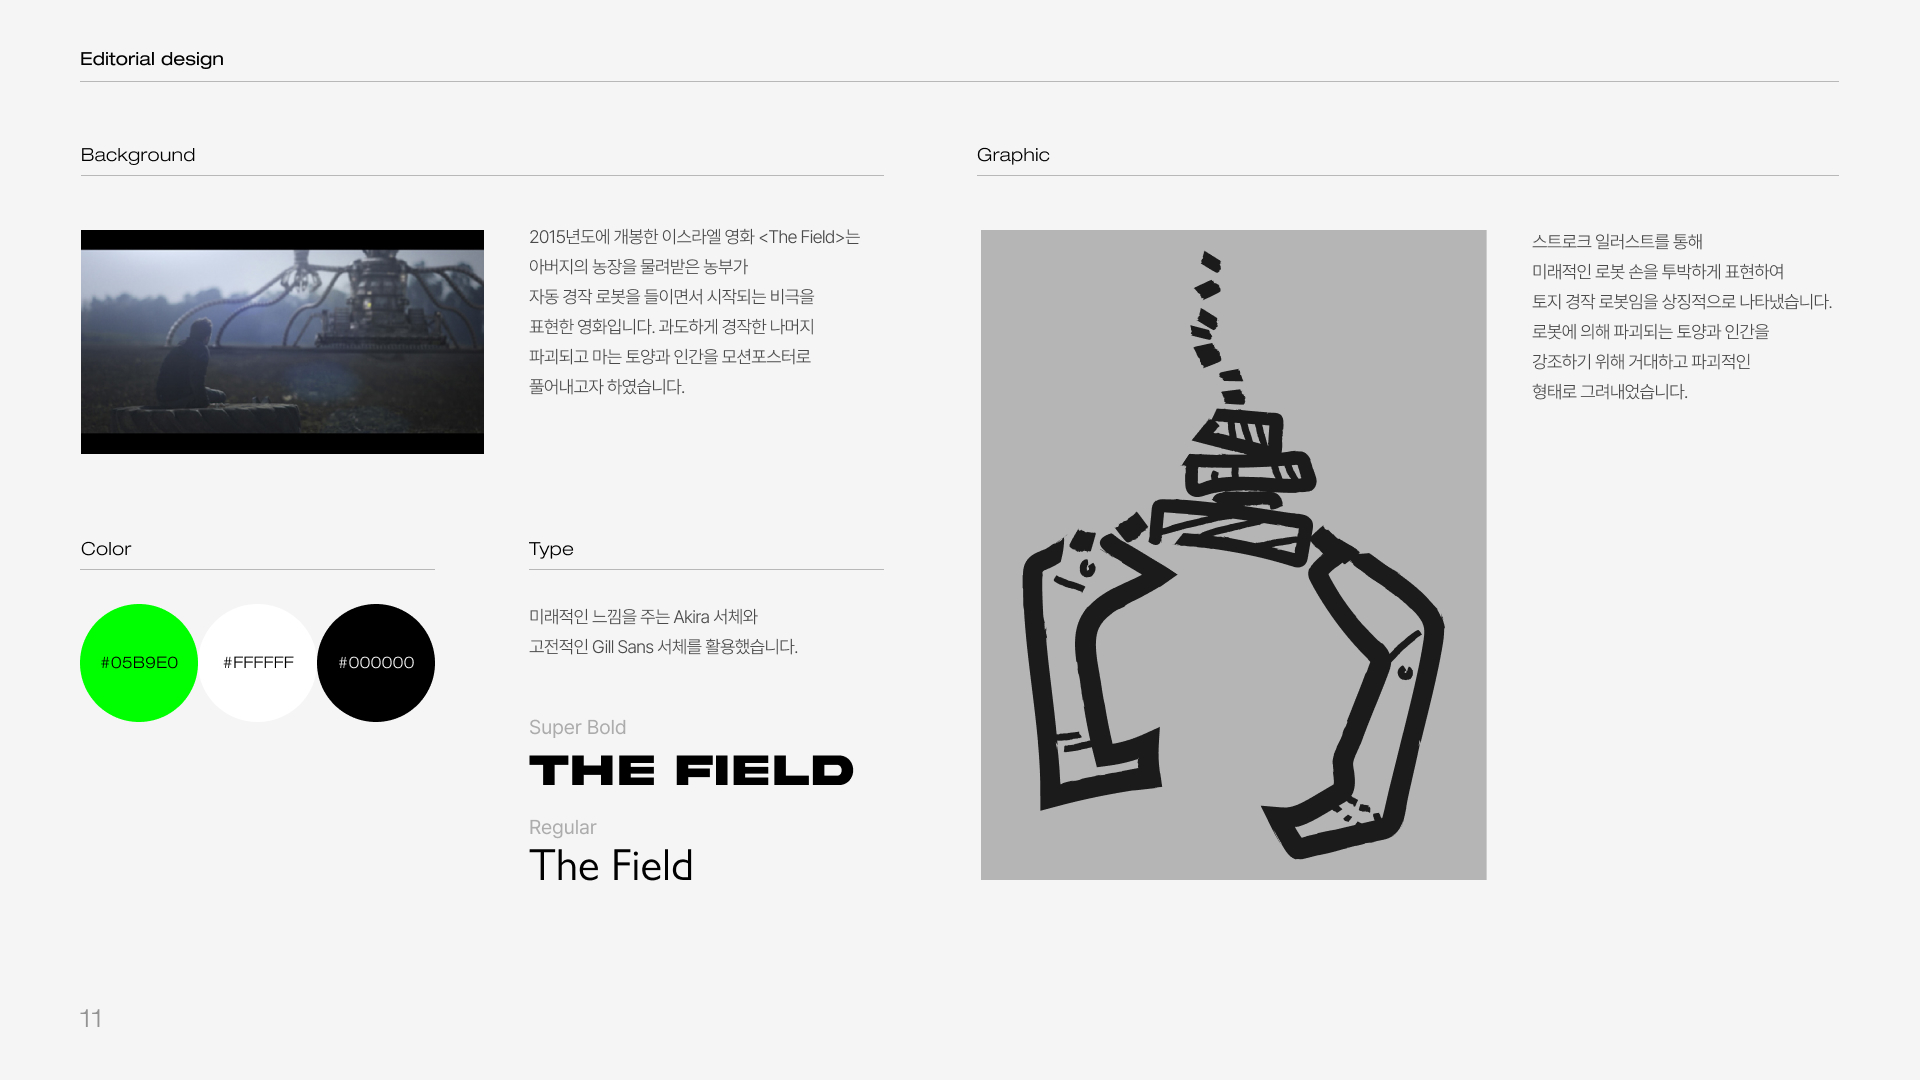 Editorial design
Background
2015년도에 개봉한 이스라엘 영화 <The Field>는
아버지의 농장을 물려받은 농부가
자동 경작 로봇을 들이면서 시작되는 비극을
표현한 영화입니다. 과도하게 경작한 나머지
파괴되고 마는 토양과 인간을 모션포스터로
풀어내고자 하였습니다.
Color
#05B9E0
#FFFFFF
#000000
Type
미래적인 느낌을 주는 Akira 서체와
고전적인 Gill Sans 서체를 활용했습니다.
Super Bold
THE FIELD
Regular
The Field
Graphic
스트로크 일러스트를 통해
미래적인 로봇 손을 투박하게 표현하여
토지 경작 로봇임을 상징적으로 나타냈습니다.
로봇에 의해 파괴되는 토양과 인간을
강조하기 위해 거대하고 파괴적인
형태로 그려내었습니다.
11